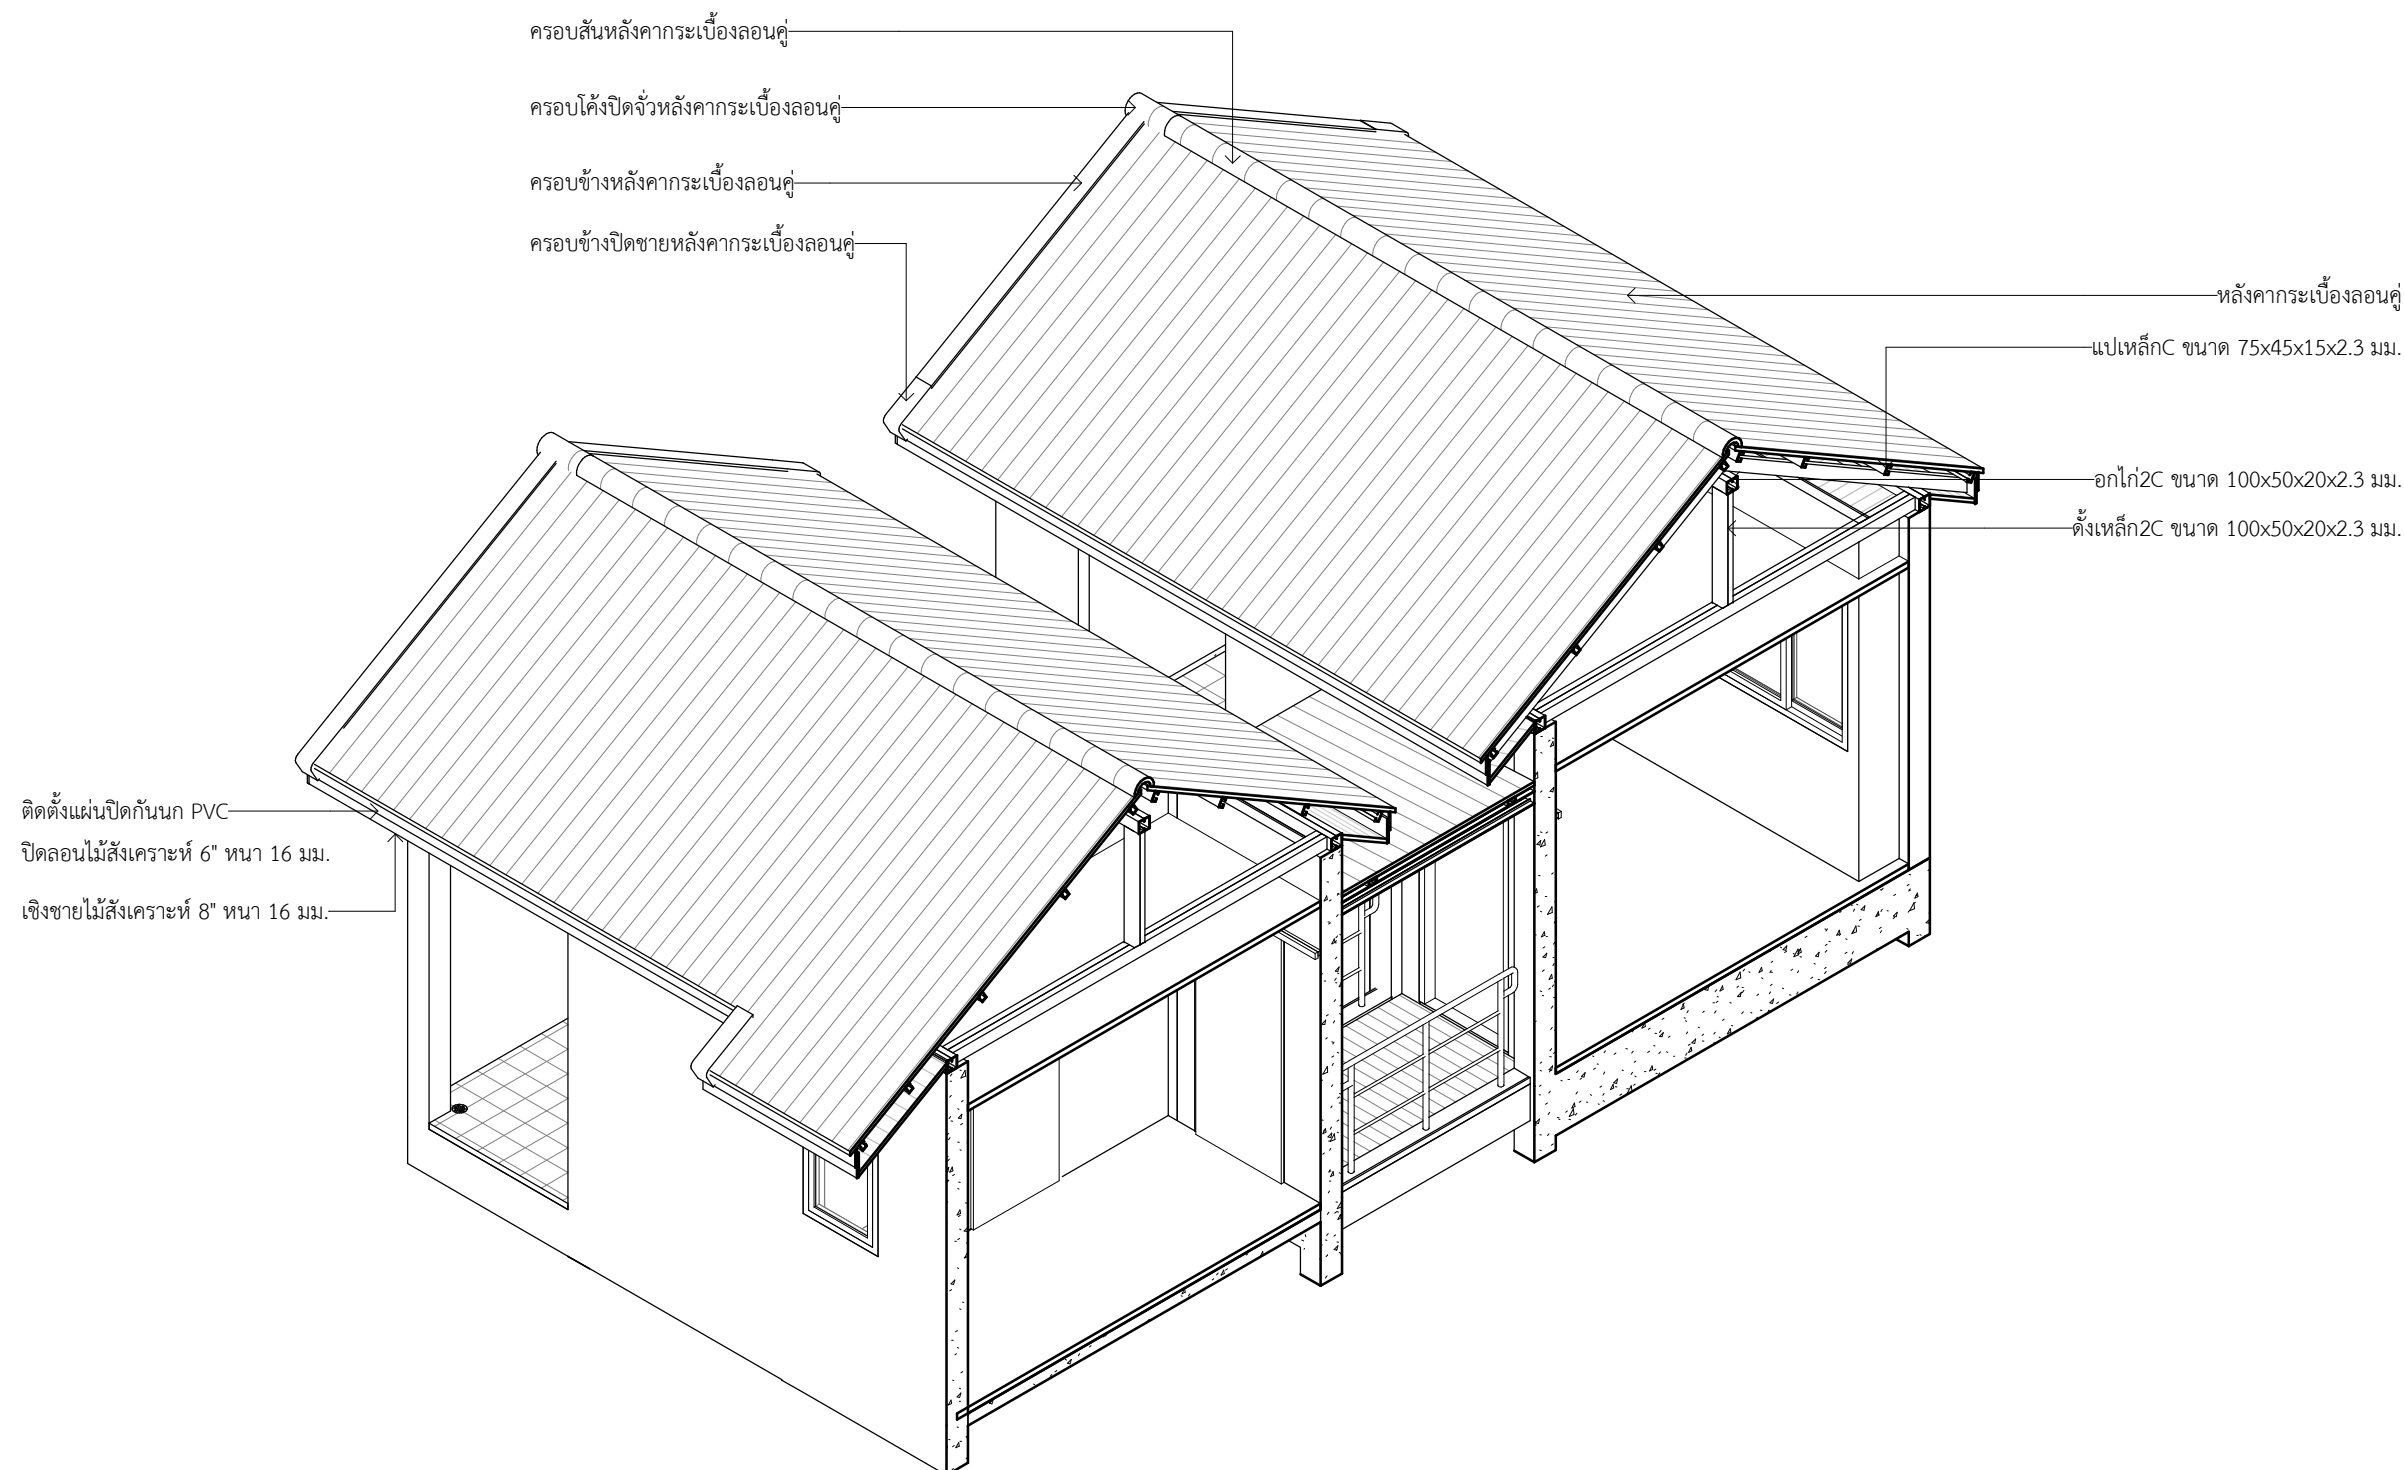 ครอบสันหลังคากระเบื้องลอนคู่
ครอบโค้งปิดจั่วหลังคากระเบื้องลอนคู่
ครอบข้างหลังคากระเบื้องลอนคู่
ครอบข้างปิดชายหลังคากระเบื้องลอนคู่
หลังคากระเบื้องลอนคู่
แปเหล็กC ขนาด 75x45x15x2.3 มม.
อกไก่2C ขนาด 100x50x20x2.3 มม.
ดั้งเหล็ก2C ขนาด 100x50x20x2.3 มม.
ติดตั้งแผ่นปิดกันนก PVC
ปิดลอนไม้สังเคราะห์ 6" หนา 16 มม.
เชิงชายไม้สังเคราะห์ 8" หนา 16 มม.